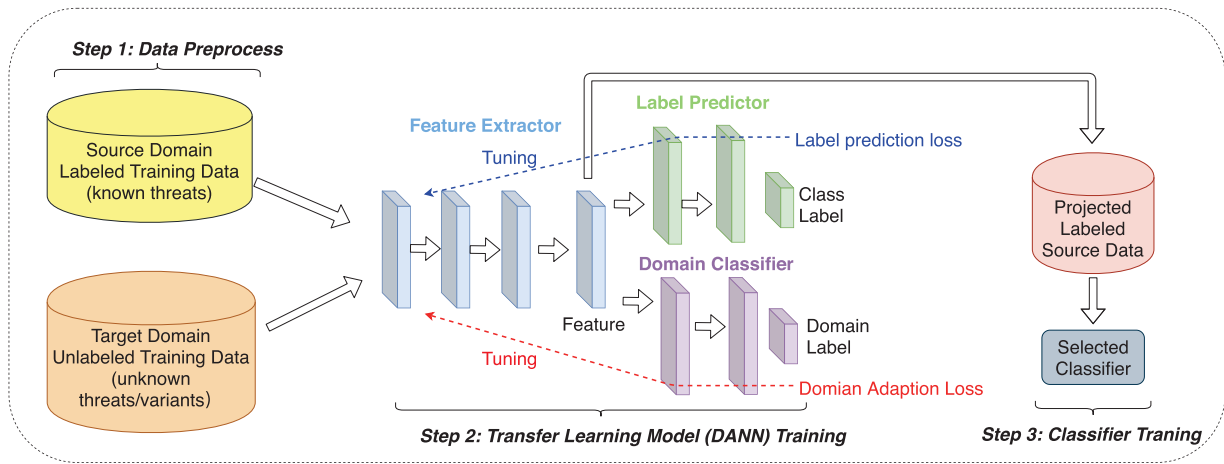 Step 1: Data Preprocess
Source Domain
Labeled Training Data
(known threats)
Target Domain
Unlabeled Training Data
(unknown
threats/variants)
Feature Extractor
Tuning
Label Predictor
Label prediction loss
Class
Label
Domain Classifier
Feature
Domain
Label
Tuning
Domian Adaption Loss
Step 2: Transfer Learning Model (DANN) Training
Projected
Labeled
Source Data
Selected
Classifier
Step 3: Classifier Traning